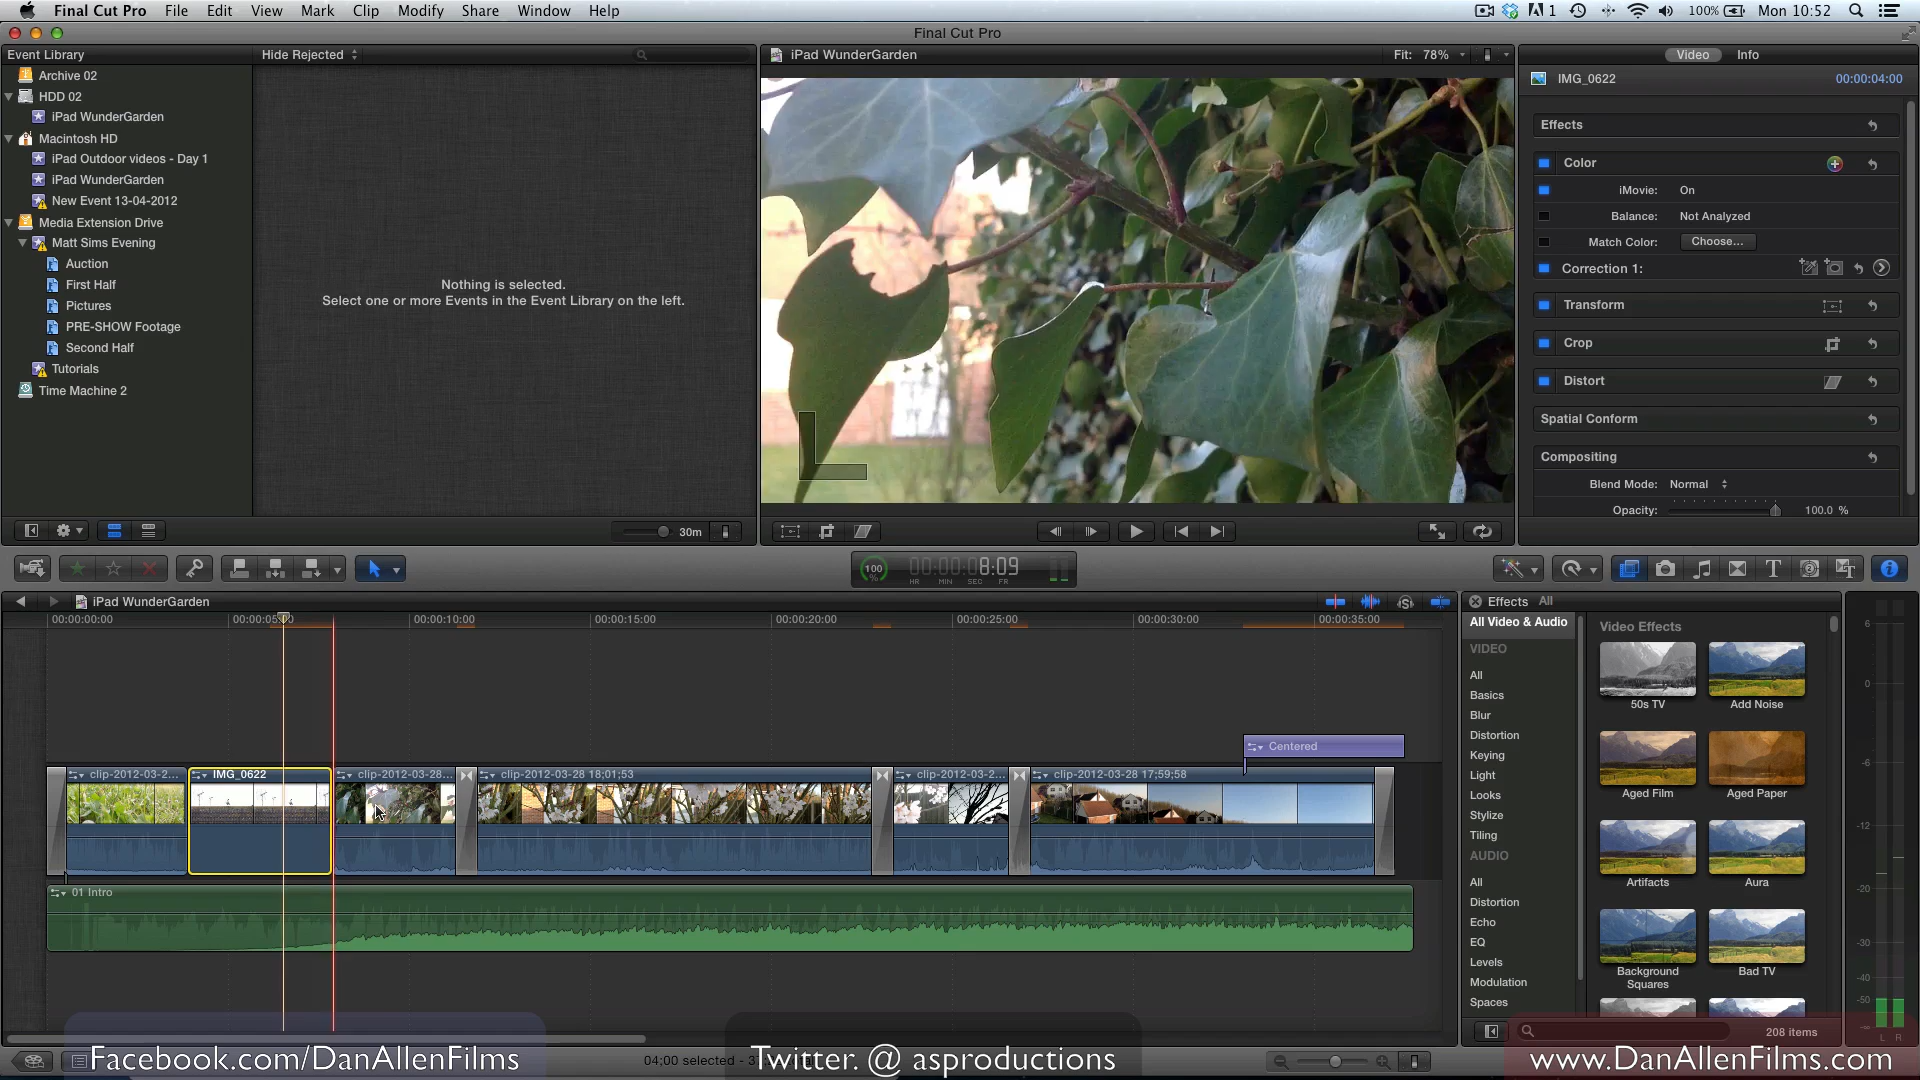 Final Cut Pro File Edit View Mark Clip Modify Share Window Help 1 100% Mon 10:52
Final Cut Pro
Event Library Hide Rejected
Archive 02
HDD 02
iPad WunderGarden
Macintosh HD
iPad Outdoor videos - Day 1
iPad WunderGarden
New Event 13-04-2012
Media Extension Drive
Matt Sims Evening
Auction
First Half
Pictures
PRE-SHOW Footage
Second Half
Tutorials
Time Machine 2
Nothing is selected.
Select one or more Events in the Event Library on the left.
30m
iPad WunderGarden Fit: 78%
Video Info
IMG_0622 00:00:04:00
Effects
Color
iMovie: On
Balance: Not Analyzed
Match Color: Choose...
Correction 1:
Transform
Crop
Distort
Spatial Conform
Compositing
Blend Mode: Normal
Opacity: 100.0 %
100 % 00:00:08:09
HR MIN SEC FR
iPad WunderGarden
00:00:00:00 00:00:10:00 00:00:15:00 00:00:20:00 00:00:25:00 00:00:30:00 00:00:35:00
Centered
clip-2012-03-2... IMG_0622 clip-2012-03-28... clip-2012-03-28 18;01;53 clip-2012-03-2... clip-2012-03-28 17;59;58
01 Intro
Effects All
All Video & Audio
VIDEO
All
Basics
Blur
Distortion
Keying
Light
Looks
Stylize
Tiling
AUDIO
All
Distortion
Echo
EQ
Levels
Modulation
Spaces
Video Effects
50s TV Add Noise
Aged Film Aged Paper
Artifacts Aura
Background Squares Bad TV
208 items
6
0
-12
-20
-30
-40
-50
-∞
L R
04;00 selected - 3
Facebook.com/DanAllenFilms
Twitter. @ asproductions
www.DanAllenFilms.com